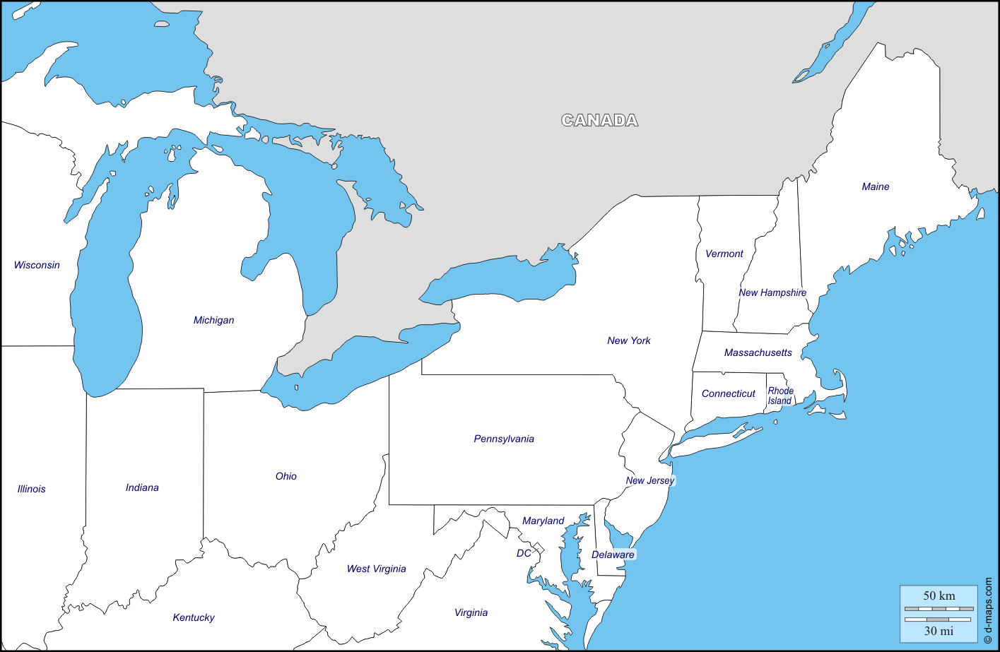 CANADA
Maine
Vermont
Wisconsin
New Hampshire
Michigan
New York
Massachusetts
Connecticut
Rhode
Island
Pennsylvania
Ohio
New Jersey
Illinois
Indiana
Maryland
DC
Delaware
West Virginia
Virginia
Kentucky
50 km
30 mi
© d-maps.com